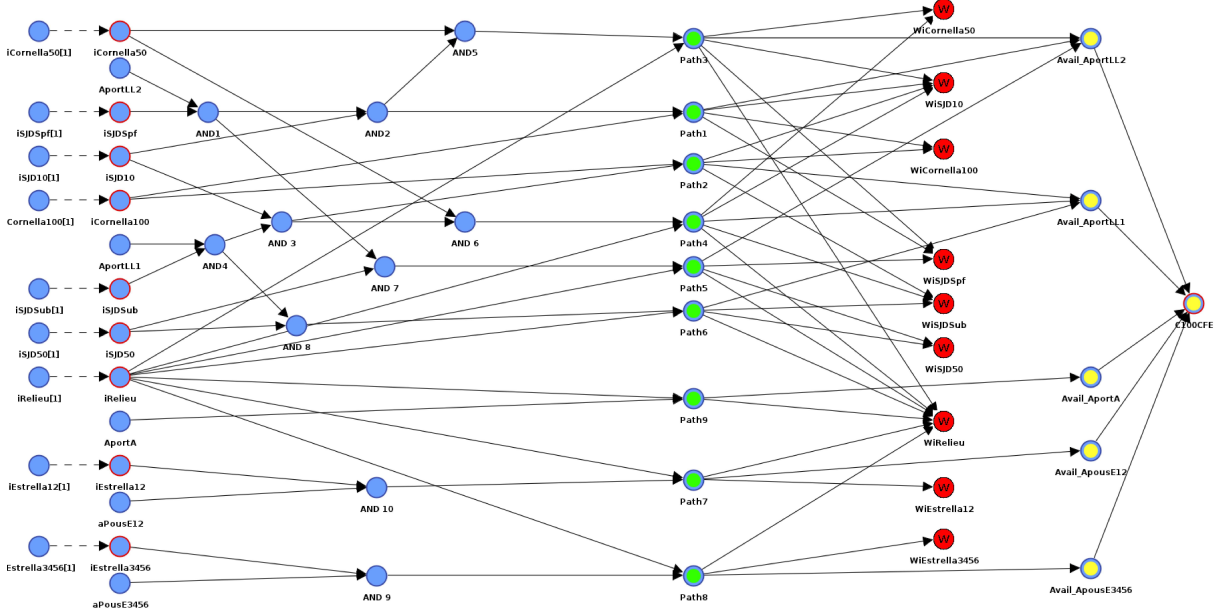 iCornella50[1]
iCornella50
AND5
Path3
WiCornella50
Avail_AportLL2
AportLL2
iSJDSpf[1]
iSJDSpf
AND1
AND2
Path1
WiSJD10
iSJD10[1]
iSJD10
Path2
WiCornella100
Cornella100[1]
iCornella100
AND 3
AND 6
Path4
Avail_AportLL1
AportLL1
AND4
AND 7
Path5
WiSJDSpf
iSJDSub[1]
iSJDSub
AND 8
Path6
WiSJDSub
C100CFE
iSJD50[1]
iSJD50
WiSJD50
iRelieu[1]
iRelieu
Avail_AportA
AportA
Path9
WiRelieu
iEstrella12[1]
iEstrella12
Avail_ApousE12
aPousE12
AND 10
Path7
WiEstrella12
Estrella3456[1]
iEstrella3456
WiEstrella3456
aPousE3456
AND 9
Path8
Avail_ApousE3456
W
W
W
W
W
W
W
W
W